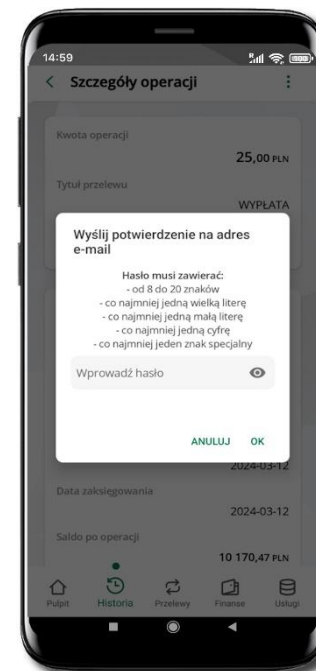 14:59
Szczegóły operacji
Kwota operacji
25,00 PLN
Tytuł przelewu
WYPŁATA
Wyślij potwierdzenie na adres
e-mail
Hasło musi zawierać:
- od 8 do 20 znaków
- co najmniej jedną wielką literę
- co najmniej jedną małą literę
- co najmniej jedną cyfrę
- co najmniej jeden znak specjalny
Wprowadź hasło
ANULUJ OK
2024-03-12
Data zaksięgowania
2024-03-12
Saldo po operacji
10 170,47 PLN
Pulpit Historia Przelewy Finanse Usługi